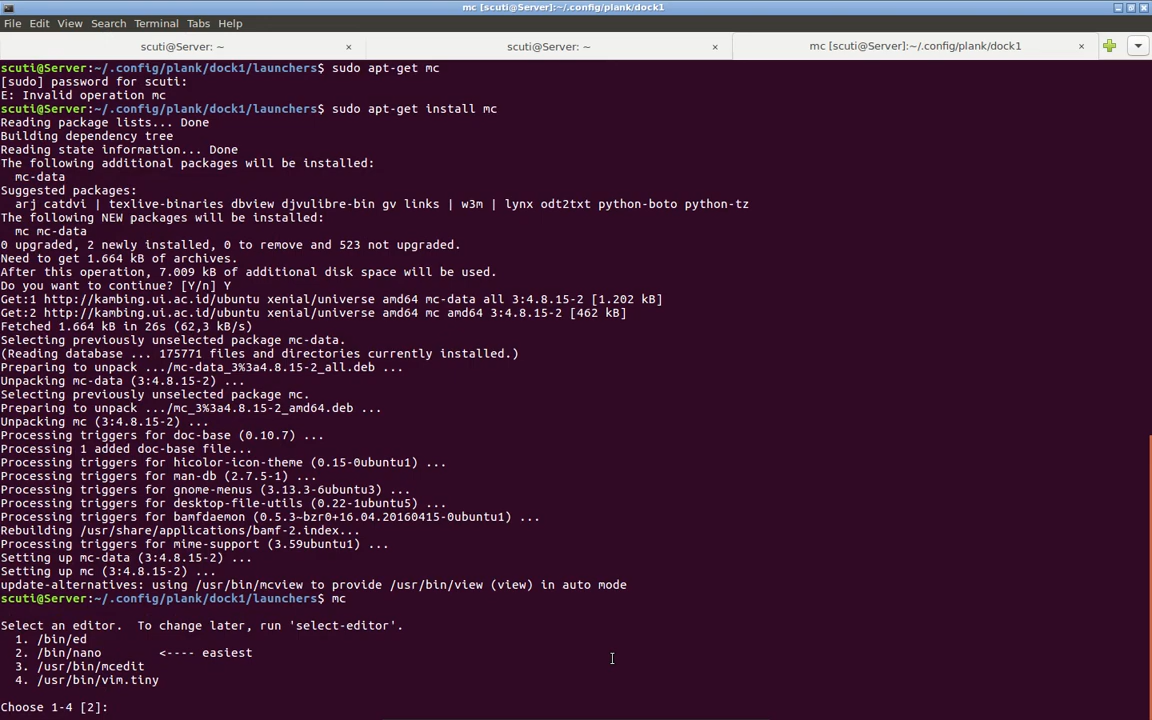 mc [scuti@Server]:~/.config/plank/dock1
File Edit View Search Terminal Tabs Help
scuti@Server: ~ × scuti@Server: ~ × mc [scuti@Server]:~/.config/plank/dock1 ×
scuti@Server:~/.config/plank/dock1/launchers$ sudo apt-get mc
[sudo] password for scuti:
E: Invalid operation mc
scuti@Server:~/.config/plank/dock1/launchers$ sudo apt-get install mc
Reading package lists... Done
Building dependency tree
Reading state information... Done
The following additional packages will be installed:
  mc-data
Suggested packages:
  arj catdvi | texlive-binaries dbview djvulibre-bin gv links | w3m | lynx odt2txt python-boto python-tz
The following NEW packages will be installed:
  mc mc-data
0 upgraded, 2 newly installed, 0 to remove and 523 not upgraded.
Need to get 1.664 kB of archives.
After this operation, 7.009 kB of additional disk space will be used.
Do you want to continue? [Y/n] Y
Get:1 http://kambing.ui.ac.id/ubuntu xenial/universe amd64 mc-data all 3:4.8.15-2 [1.202 kB]
Get:2 http://kambing.ui.ac.id/ubuntu xenial/universe amd64 mc amd64 3:4.8.15-2 [462 kB]
Fetched 1.664 kB in 26s (62,3 kB/s)
Selecting previously unselected package mc-data.
(Reading database ... 175771 files and directories currently installed.)
Preparing to unpack .../mc-data_3%3a4.8.15-2_all.deb ...
Unpacking mc-data (3:4.8.15-2) ...
Selecting previously unselected package mc.
Preparing to unpack .../mc_3%3a4.8.15-2_amd64.deb ...
Unpacking mc (3:4.8.15-2) ...
Processing triggers for doc-base (0.10.7) ...
Processing 1 added doc-base file...
Processing triggers for hicolor-icon-theme (0.15-0ubuntu1) ...
Processing triggers for man-db (2.7.5-1) ...
Processing triggers for gnome-menus (3.13.3-6ubuntu3) ...
Processing triggers for desktop-file-utils (0.22-1ubuntu5) ...
Processing triggers for bamfdaemon (0.5.3~bzr0+16.04.20160415-0ubuntu1) ...
Rebuilding /usr/share/applications/bamf-2.index...
Processing triggers for mime-support (3.59ubuntu1) ...
Setting up mc-data (3:4.8.15-2) ...
Setting up mc (3:4.8.15-2) ...
update-alternatives: using /usr/bin/mcview to provide /usr/bin/view (view) in auto mode
scuti@Server:~/.config/plank/dock1/launchers$ mc
Select an editor.  To change later, run 'select-editor'.
  1. /bin/ed
  2. /bin/nano        <---- easiest
  3. /usr/bin/mcedit
  4. /usr/bin/vim.tiny
Choose 1-4 [2]: